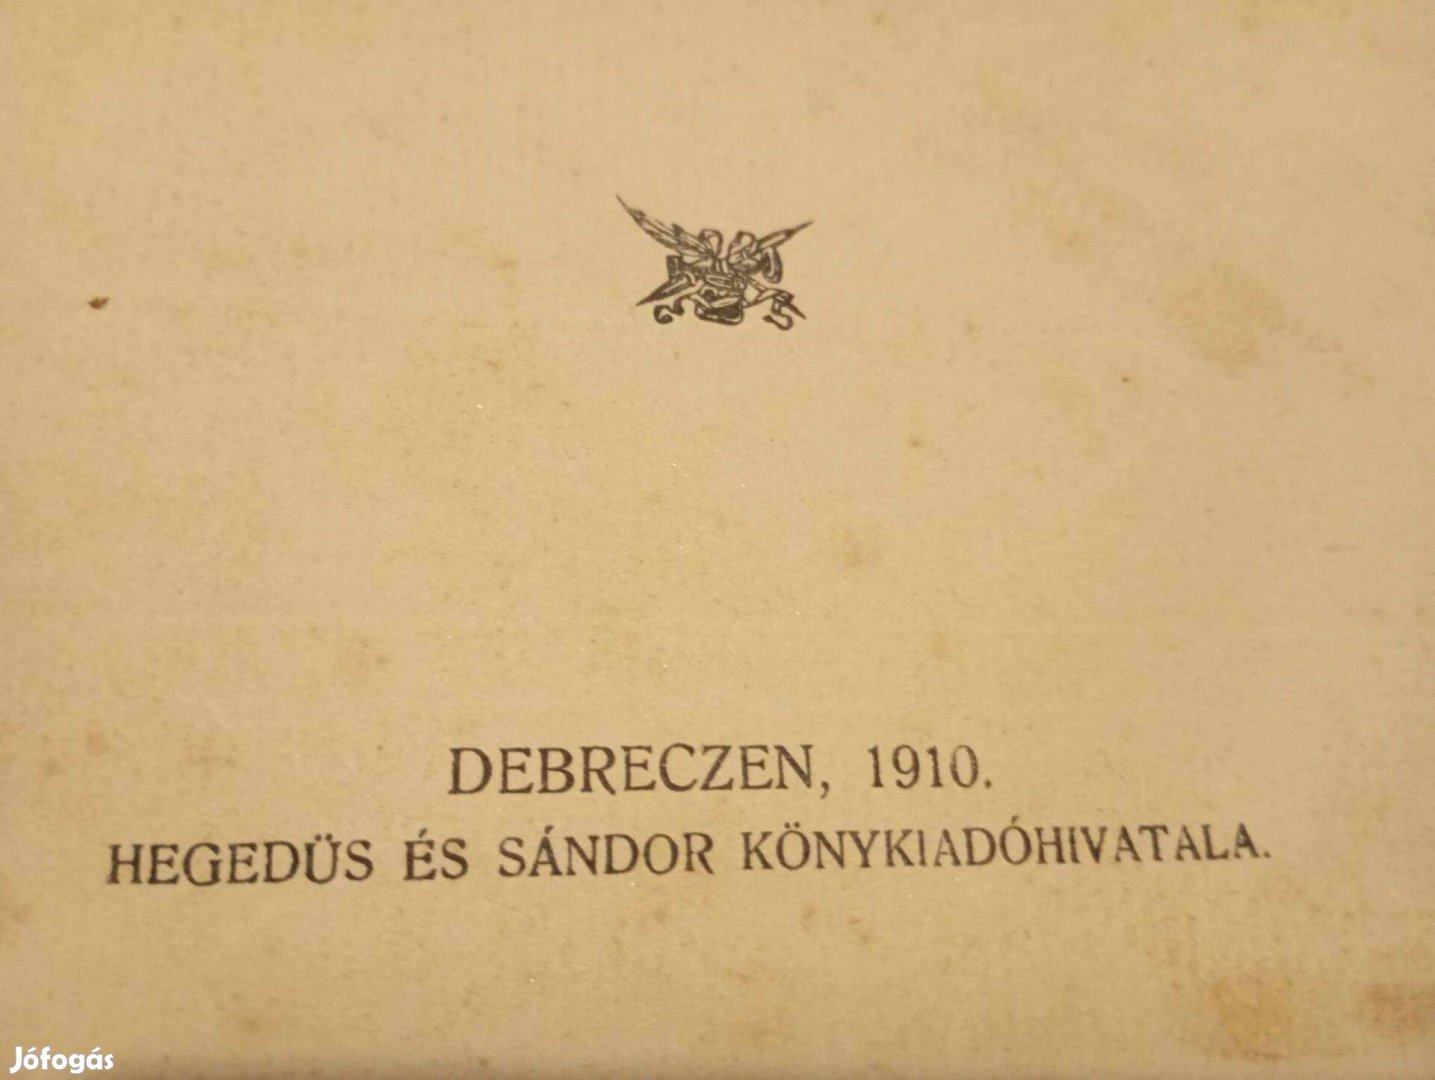 DEBRECZEN, 1910.
HEGEDÜS ÉS SÁNDOR KÖNYKIADÓHIVATALA.
Jófogás